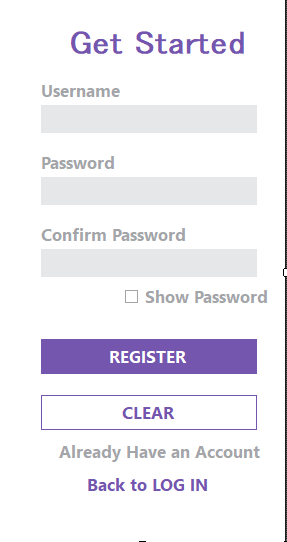 Get Started
Username
Password
Confirm Password
Show Password
REGISTER
CLEAR
Already Have an Account
Back to LOG IN